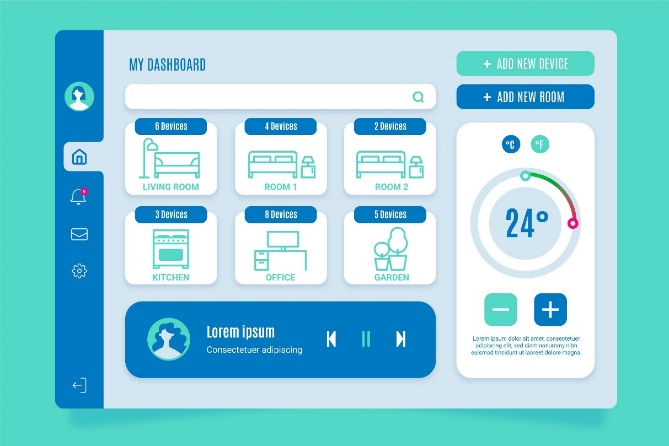 MY DASHBOARD
+ ADD NEW DEVICE
+ ADD NEW ROOM
6 Devices
LIVING ROOM
4 Devices
ROOM 1
2 Devices
ROOM 2
3 Devices
KITCHEN
8 Devices
OFFICE
5 Devices
GARDEN
°C
°F
24°
Lorem ipsum dolor sit amet, consectetuer
adipiscing elit, sed diam nonummy nibh
euismod tincidunt ut laoreet dolore magna.
Lorem ipsum
Consectetuer adipiscing